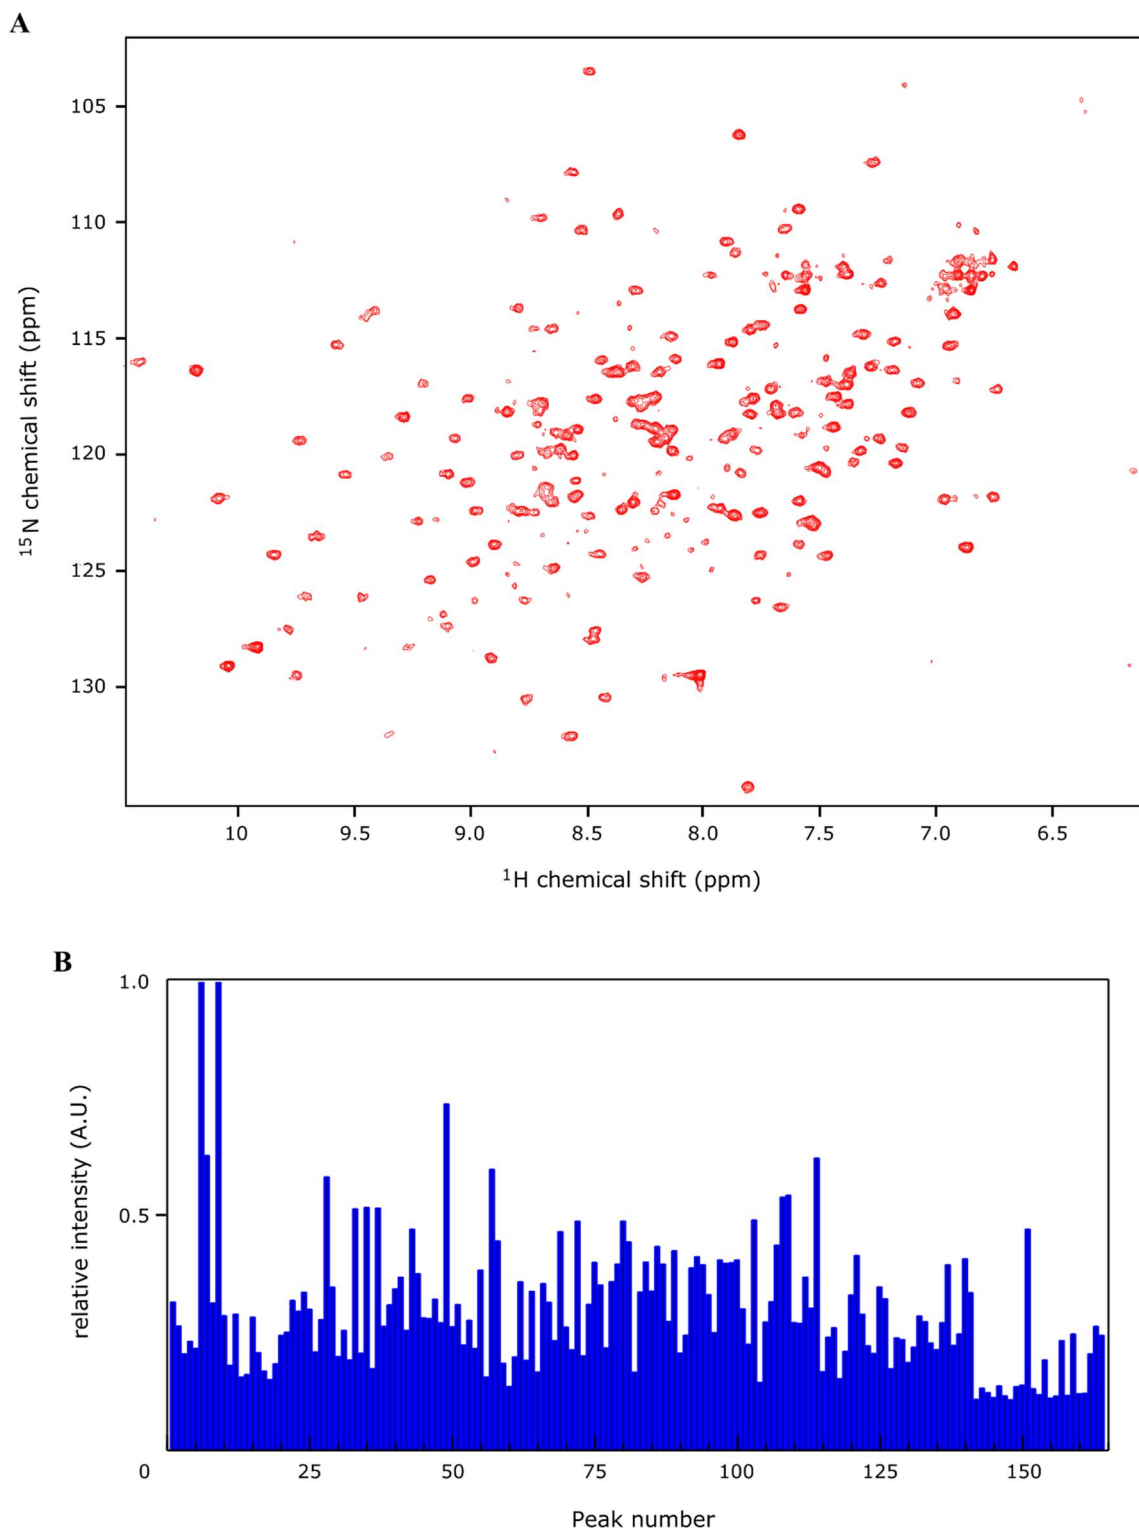 A
105
110
115
120
125
130
15N chemical shift (ppm)
10 9.5 9.0 8.5 8.0 7.5 7.0 6.5
1H chemical shift (ppm)
B
1.0
0.5
relative intensity (A.U.)
0 25 50 75 100 125 150
Peak number